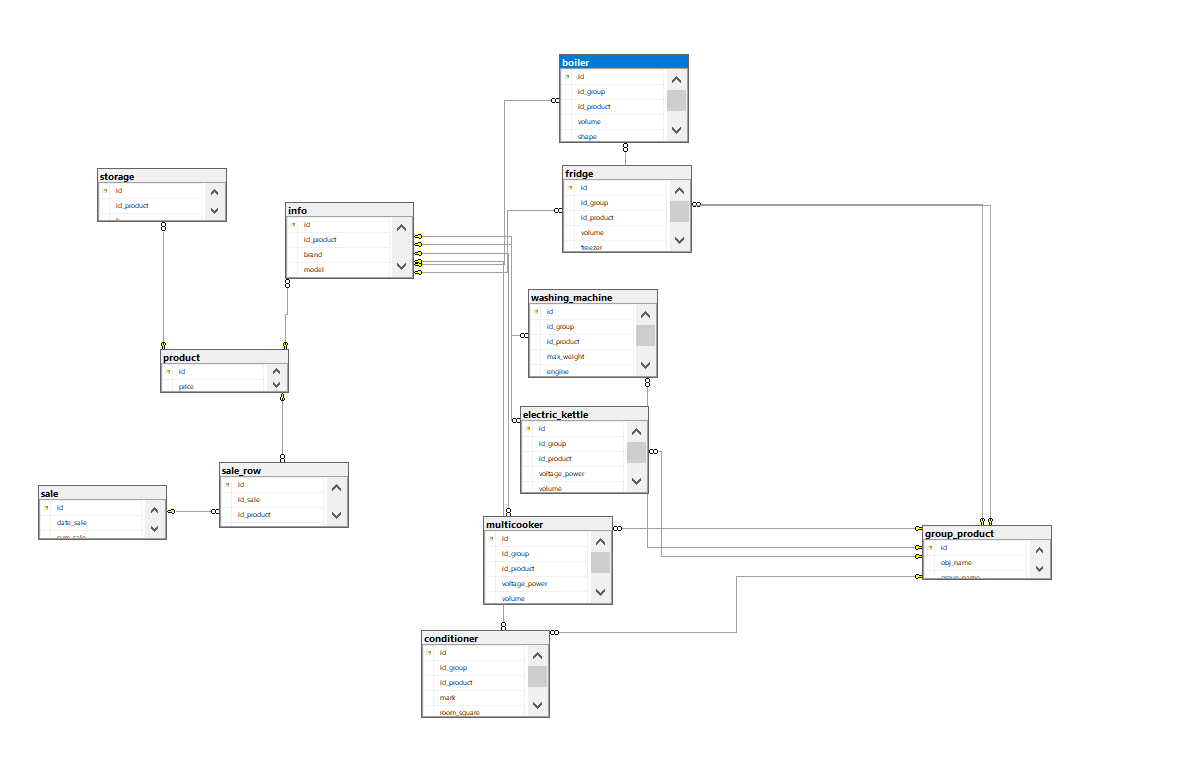 boiler
id
id_group
id_product
volume
shape
fridge
id
id_group
id_product
volume
freezer
storage
id
id_product
info
id
id_product
brand
model
washing_machine
id
id_group
id_product
max_weight
engine
product
id
price
electric_kettle
id
id_group
id_product
voltage_power
volume
sale_row
id
id_sale
id_product
sale
id
date_sale
sum_sale
multicooker
id
id_group
id_product
voltage_power
volume
group_product
id
obj_name
group_name
conditioner
id
id_group
id_product
mark
room_square